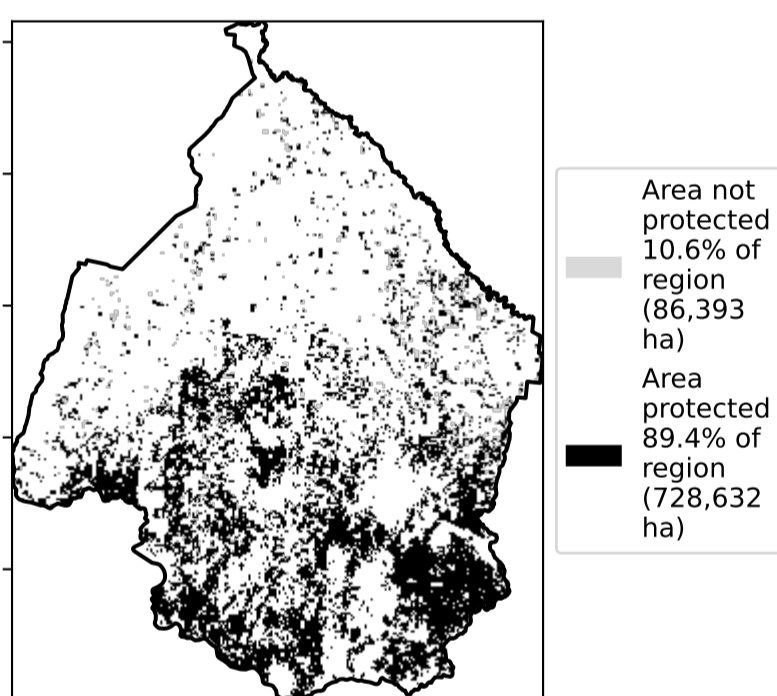 Area not
protected
10.6% of
region
(86,393
ha)
Area
protected
89.4% of
region
(728,632
ha)